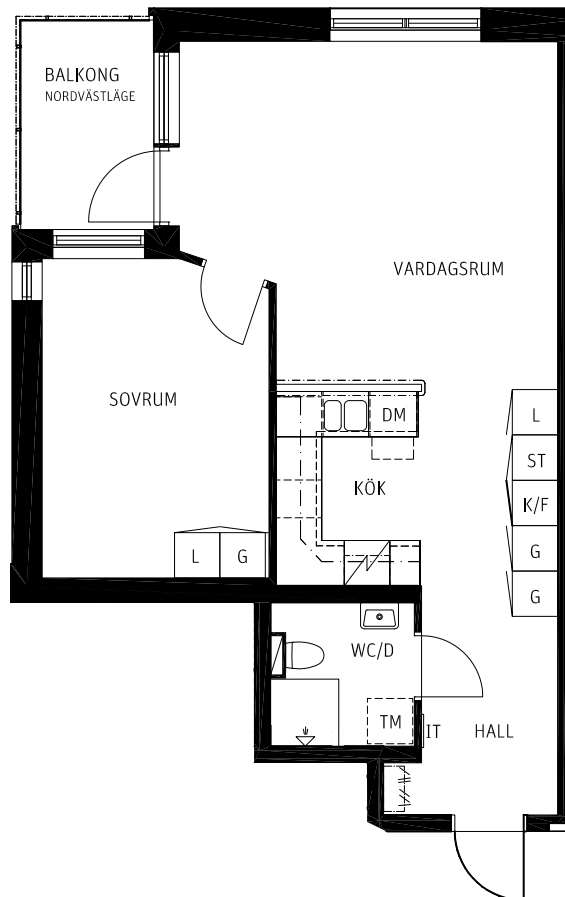 BALKONG
NORDVÄSTLÄGE
VARDAGSRUM
SOVRUM
DM
L
ST
KÖK
K/F
L
G
G
G
WC/D
TM
IT
HALL